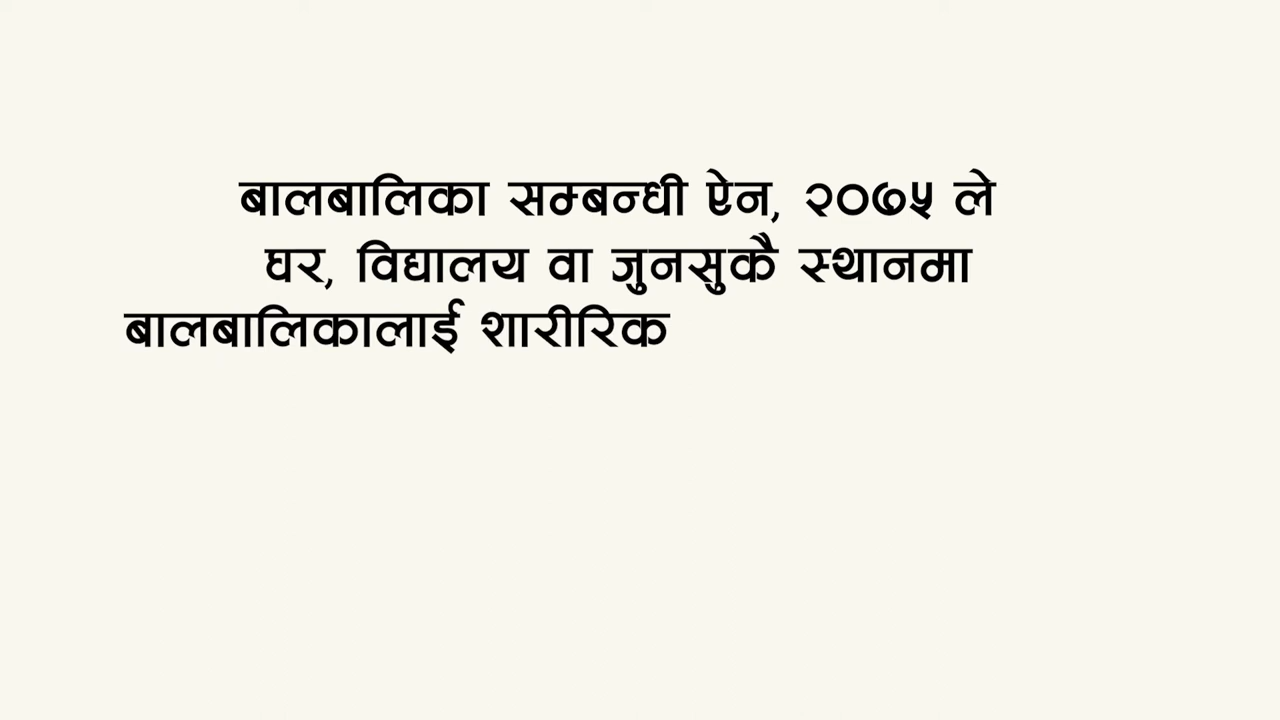 बालबालिका सम्बन्धी ऐन, २०७५ ले
घर, विद्यालय वा जुनसुकै स्थानमा
बालबालिकालाई शारीरिक